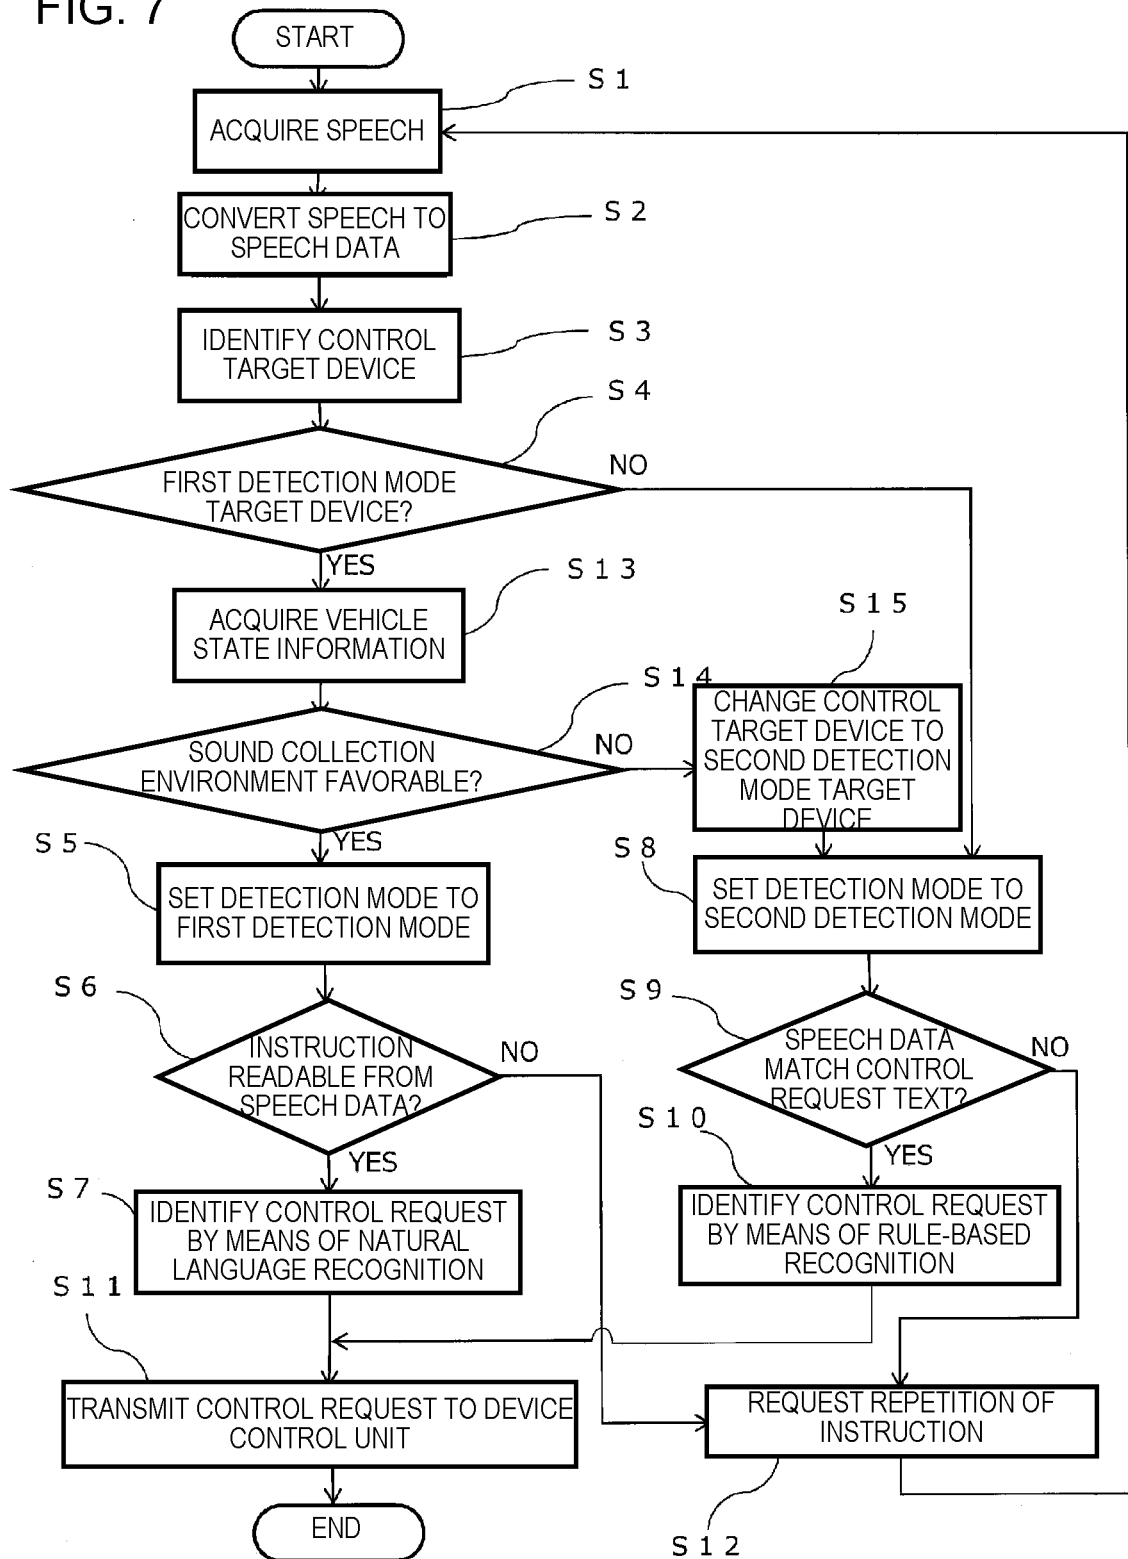 FIG. 7
START
S 1
ACQUIRE SPEECH
S 2
CONVERT SPEECH TO
SPEECH DATA
S 3
IDENTIFY CONTROL
TARGET DEVICE
S 4
FIRST DETECTION MODE
TARGET DEVICE?
NO
YES
S 1 3
ACQUIRE VEHICLE
STATE INFORMATION
S 1 4
SOUND COLLECTION
ENVIRONMENT FAVORABLE?
NO
YES
S 1 5
CHANGE CONTROL
TARGET DEVICE TO
SECOND DETECTION
MODE TARGET
DEVICE
S 5
SET DETECTION MODE TO
FIRST DETECTION MODE
S 8
SET DETECTION MODE TO
SECOND DETECTION MODE
S 6
INSTRUCTION
READABLE FROM
SPEECH DATA?
NO
YES
S 9
SPEECH DATA
MATCH CONTROL
REQUEST TEXT?
NO
YES
S 7
IDENTIFY CONTROL REQUEST
BY MEANS OF NATURAL
LANGUAGE RECOGNITION
S 1 0
IDENTIFY CONTROL REQUEST
BY MEANS OF RULE-BASED
RECOGNITION
S 1 1
TRANSMIT CONTROL REQUEST TO DEVICE
CONTROL UNIT
REQUEST REPETITION OF
INSTRUCTION
S 1 2
END